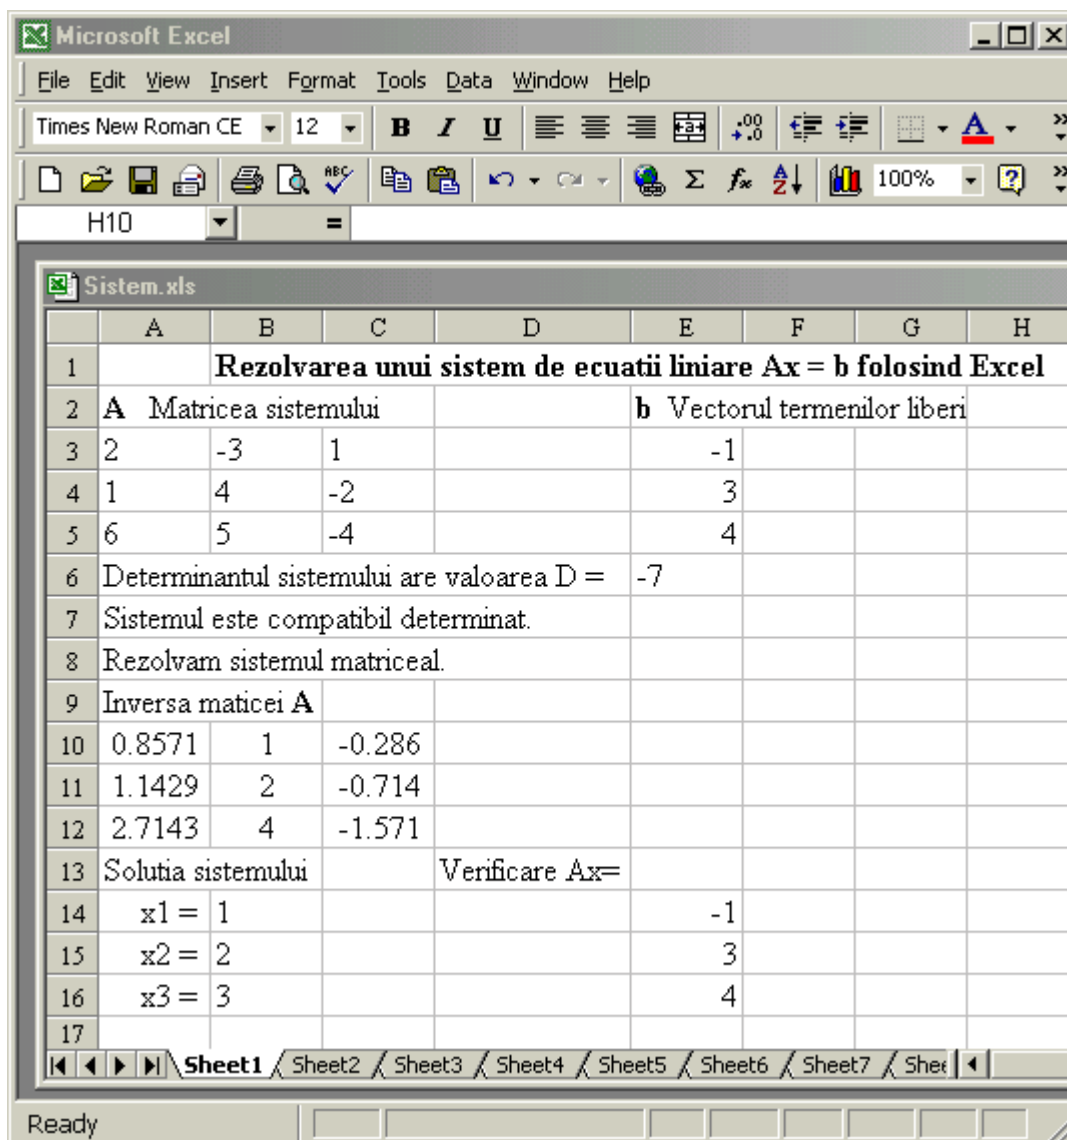 Microsoft Excel
File Edit View Insert Format Tools Data Window Help
Times New Roman CE 12 B I U
ABC Σ 100%
H10 =
Sistem.xls
A B C D E F G H
1 Rezolvarea unui sistem de ecuatii liniare Ax = b folosind Excel
2 A Matricea sistemului b Vectorul termenilor liberi
3 2 -3 1 -1
4 1 4 -2 3
5 6 5 -4 4
6 Determinantul sistemului are valoarea D = -7
7 Sistemul este compatibil determinat.
8 Rezolvam sistemul matriceal.
9 Inversa maticei A
10 0.8571 1 -0.286
11 1.1429 2 -0.714
12 2.7143 4 -1.571
13 Solutia sistemului Verificare Ax=
14 x1 = 1 -1
15 x2 = 2 3
16 x3 = 3 4
17
Sheet1 Sheet2 Sheet3 Sheet4 Sheet5 Sheet6 Sheet7 Shee
Ready